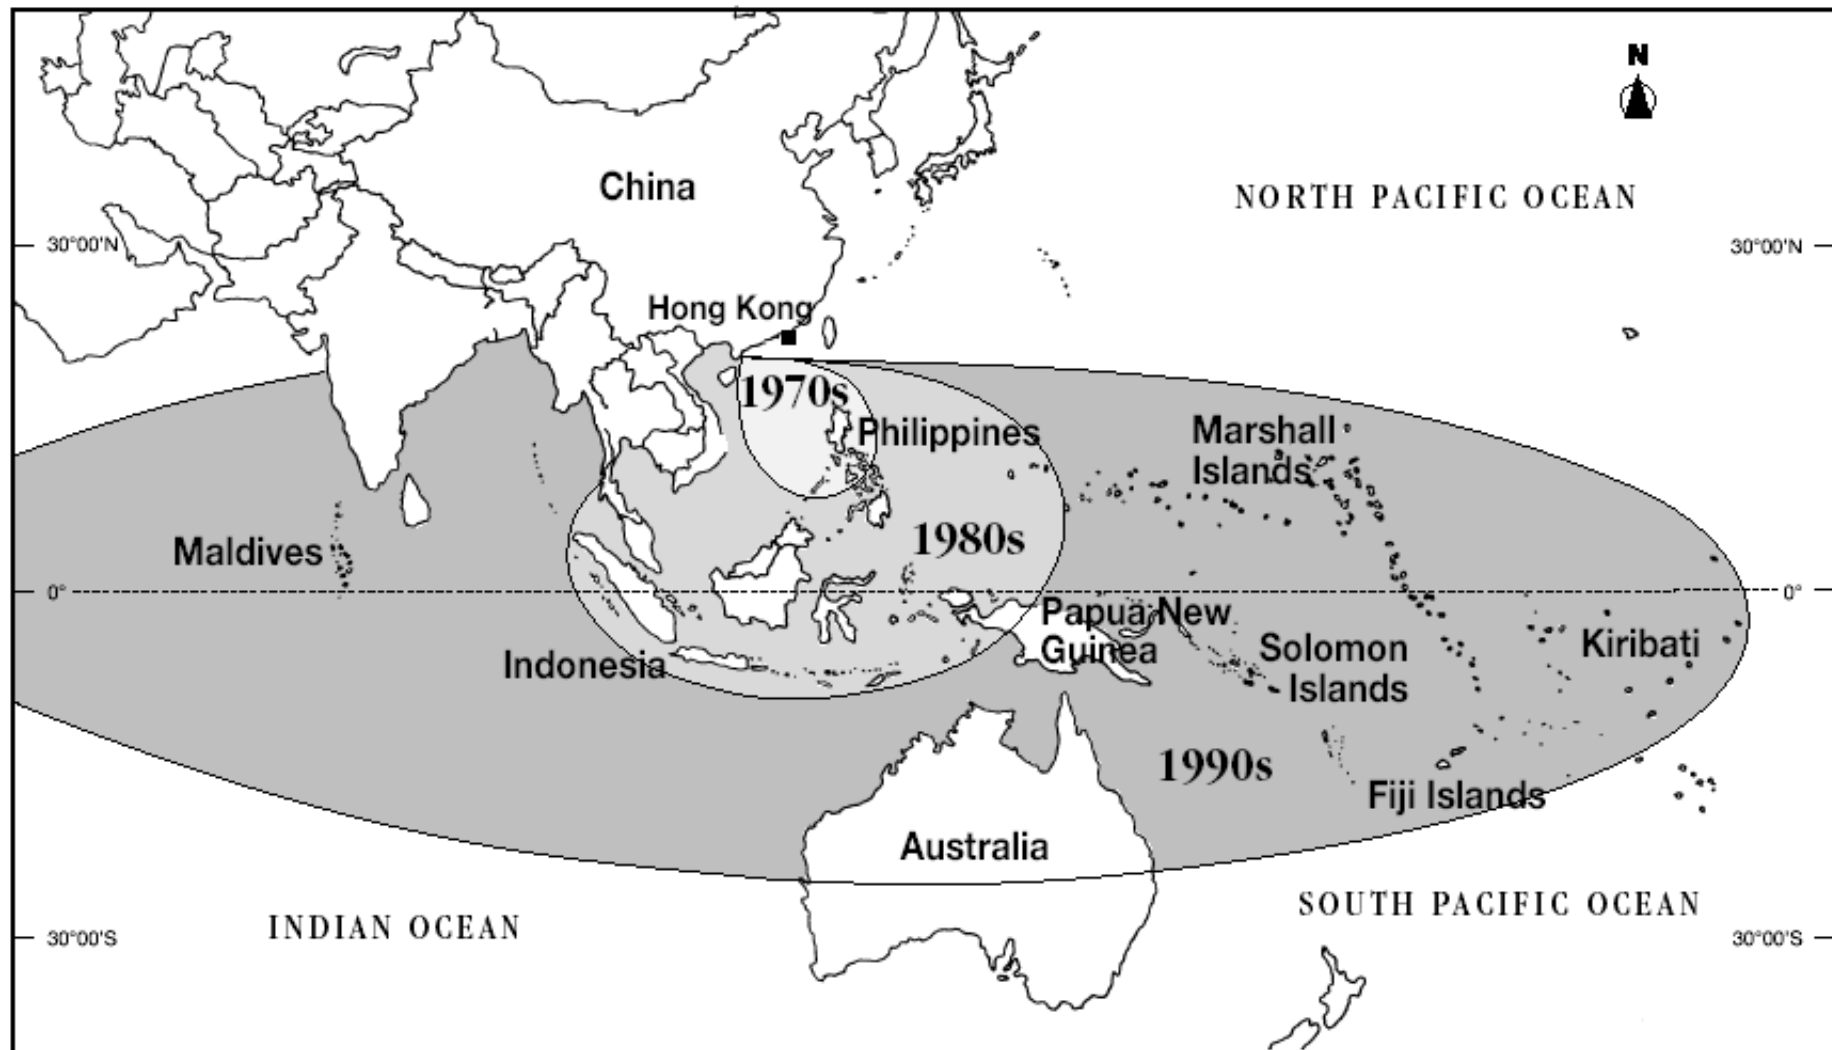 N
China
NORTH PACIFIC OCEAN
30°00'N
30°00'N
Hong Kong
1970s
Philippines
Marshall
Islands
1980s
Maldives
0°
0°
Papua New
Guinea
Solomon
Islands
Kiribati
Indonesia
1990s
Fiji Islands
Australia
INDIAN OCEAN
SOUTH PACIFIC OCEAN
30°00'S
30°00'S